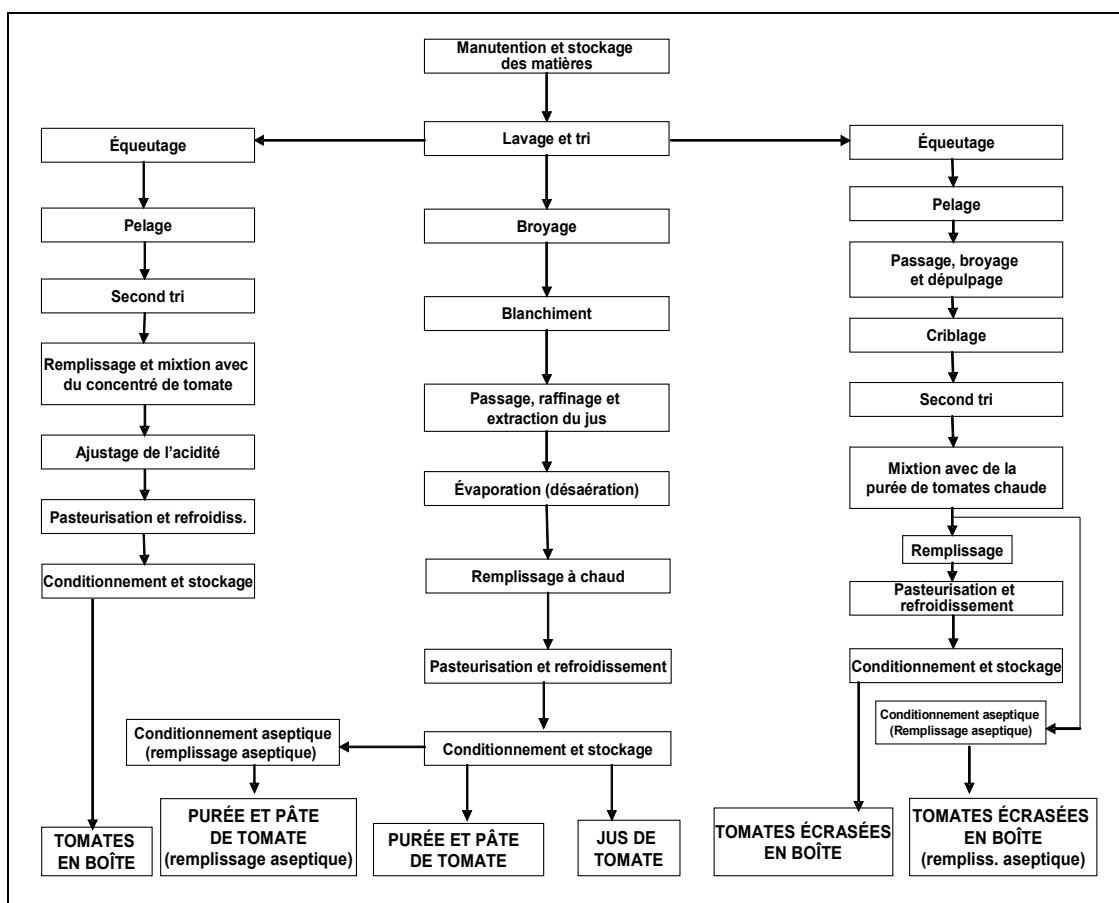 Manutention et stockage
des matières
Lavage et tri
Équeutage
Pelage
Second tri
Remplissage et mixtion avec
du concentré de tomate
Ajustage de l'acidité
Pasteurisation et refroidiss.
Conditionnement et stockage
TOMATES
EN BOÎTE
Broyage
Blanchiment
Passage, raffinage et
extraction du jus
Évaporation (désaération)
Remplissage à chaud
Pasteurisation et refroidissement
Conditionnement et stockage
Conditionnement aseptique
(remplissage aseptique)
PURÉE ET PÂTE
DE TOMATE
(remplissage aseptique)
PURÉE ET PÂTE
DE TOMATE
JUS DE
TOMATE
Équeutage
Pelage
Passage, broyage
et dépulpage
Criblage
Second tri
Mixtion avec de la
purée de tomates chaude
Remplissage
Pasteurisation et
refroidissement
Conditionnement et stockage
Conditionnement aseptique
(Remplissage aseptique)
TOMATES ÉCRASÉES
EN BOÎTE
TOMATES ÉCRASÉES
EN BOÎTE
(rempliss. aseptique)